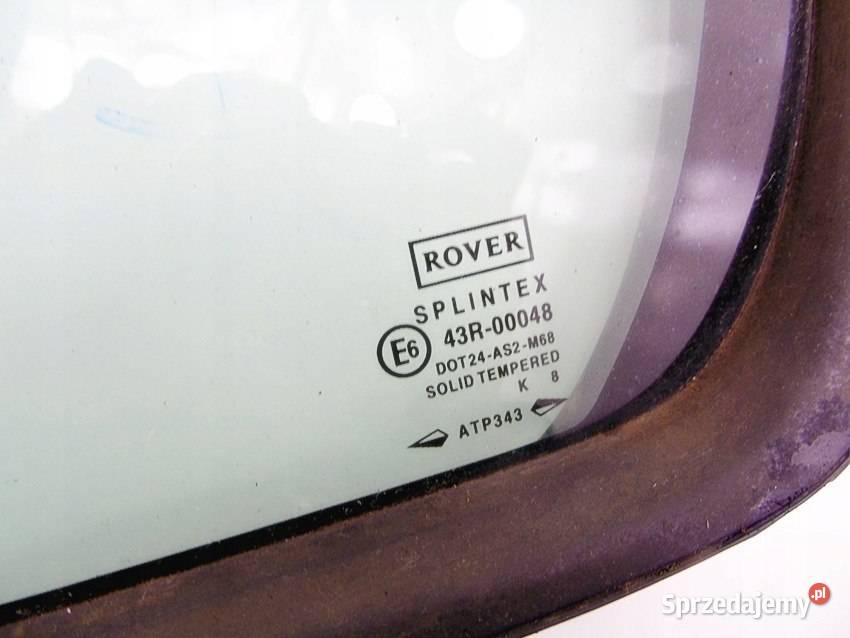 ROVER
SPLINTEX
E6 43R-00048
DOT24-AS2-M68
SOLID TEMPERED
K 8
ATP343
Sprzedajemy.pl